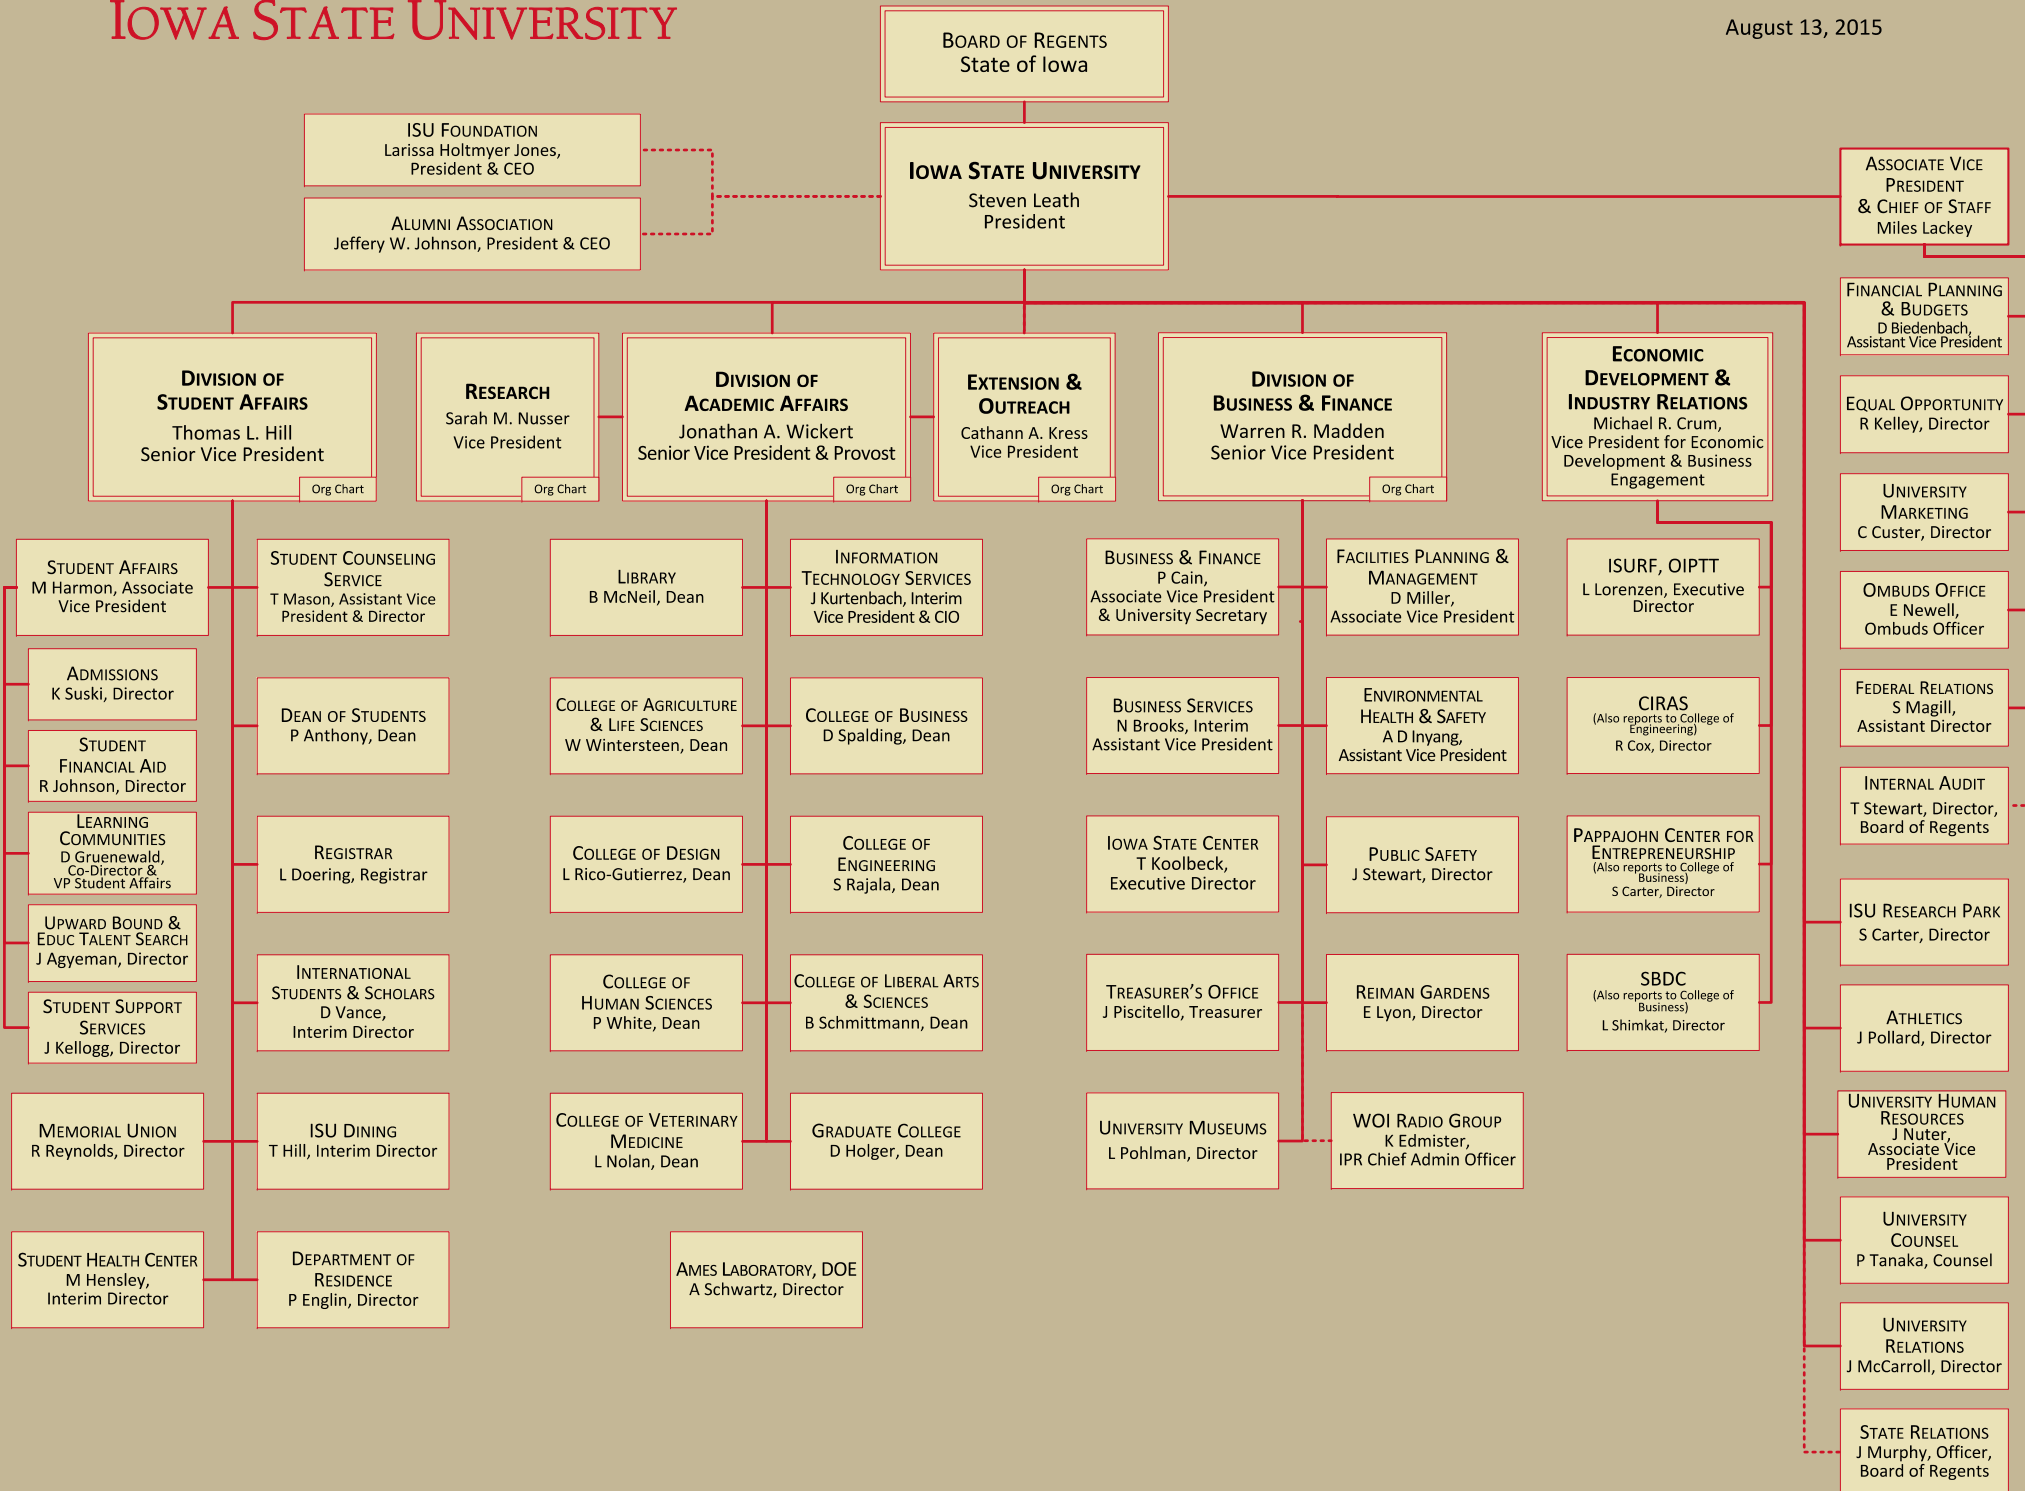 IOWA STATE UNIVERSITY
August 13, 2015
BOARD OF REGENTS
State of Iowa
ISU FOUNDATION
Larissa Holtmyer Jones,
President & CEO
ALUMNI ASSOCIATION
Jeffery W. Johnson, President & CEO
IOWA STATE UNIVERSITY
Steven Leath
President
ASSOCIATE VICE
PRESIDENT
& CHIEF OF STAFF
Miles Lackey
DIVISION OF
STUDENT AFFAIRS
Thomas L. Hill
Senior Vice President
Org Chart
RESEARCH
Sarah M. Nusser
Vice President
Org Chart
DIVISION OF
ACADEMIC AFFAIRS
Jonathan A. Wickert
Senior Vice President & Provost
Org Chart
EXTENSION &
OUTREACH
Cathann A. Kress
Vice President
Org Chart
DIVISION OF
BUSINESS & FINANCE
Warren R. Madden
Senior Vice President
Org Chart
ECONOMIC
DEVELOPMENT &
INDUSTRY RELATIONS
Michael R. Crum,
Vice President for Economic
Development & Business
Engagement
STUDENT AFFAIRS
M Harmon, Associate
Vice President
ADMISSIONS
K Suski, Director
STUDENT
FINANCIAL AID
R Johnson, Director
LEARNING
COMMUNITIES
D Gruenewald,
Co-Director &
VP Student Affairs
UPWARD BOUND &
EDUC TALENT SEARCH
J Agyeman, Director
STUDENT SUPPORT
SERVICES
J Kellogg, Director
MEMORIAL UNION
R Reynolds, Director
STUDENT HEALTH CENTER
M Hensley,
Interim Director
STUDENT COUNSELING
SERVICE
T Mason, Assistant Vice
President & Director
DEAN OF STUDENTS
P Anthony, Dean
REGISTRAR
L Doering, Registrar
INTERNATIONAL
STUDENTS & SCHOLARS
D Vance,
Interim Director
ISU DINING
T Hill, Interim Director
DEPARTMENT OF
RESIDENCE
P Englin, Director
LIBRARY
B McNeil, Dean
COLLEGE OF AGRICULTURE
& LIFE SCIENCES
W Wintersteen, Dean
COLLEGE OF DESIGN
L Rico-Gutierrez, Dean
COLLEGE OF
HUMAN SCIENCES
P White, Dean
COLLEGE OF VETERINARY
MEDICINE
L Nolan, Dean
INFORMATION
TECHNOLOGY SERVICES
J Kurtenbach, Interim
Vice President & CIO
COLLEGE OF BUSINESS
D Spalding, Dean
COLLEGE OF
ENGINEERING
S Rajala, Dean
COLLEGE OF LIBERAL ARTS
& SCIENCES
B Schmittmann, Dean
GRADUATE COLLEGE
D Holger, Dean
AMES LABORATORY, DOE
A Schwartz, Director
BUSINESS & FINANCE
P Cain,
Associate Vice President
& University Secretary
BUSINESS SERVICES
N Brooks, Interim
Assistant Vice President
IOWA STATE CENTER
T Koolbeck,
Executive Director
TREASURER'S OFFICE
J Piscitello, Treasurer
UNIVERSITY MUSEUMS
L Pohlman, Director
FACILITIES PLANNING &
MANAGEMENT
D Miller,
Associate Vice President
ENVIRONMENTAL
HEALTH & SAFETY
A D Inyang,
Assistant Vice President
PUBLIC SAFETY
J Stewart, Director
REIMAN GARDENS
E Lyon, Director
WOI RADIO GROUP
K Edmister,
IPR Chief Admin Officer
ISURF, OIPTT
L Lorenzen, Executive
Director
CIRAS
(Also reports to College of
Engineering)
R Cox, Director
PAPPAJOHN CENTER FOR
ENTREPRENEURSHIP
(Also reports to College of
Business)
S Carter, Director
SBDC
(Also reports to College of
Business)
L Shimkat, Director
FINANCIAL PLANNING
& BUDGETS
D Biedenbach,
Assistant Vice President
EQUAL OPPORTUNITY
R Kelley, Director
UNIVERSITY
MARKETING
C Custer, Director
OMBUDS OFFICE
E Newell,
Ombuds Officer
FEDERAL RELATIONS
S Magill,
Assistant Director
INTERNAL AUDIT
T Stewart, Director,
Board of Regents
ISU RESEARCH PARK
S Carter, Director
ATHLETICS
J Pollard, Director
UNIVERSITY HUMAN
RESOURCES
J Nuter,
Associate Vice
President
UNIVERSITY
COUNSEL
P Tanaka, Counsel
UNIVERSITY
RELATIONS
J McCarroll, Director
STATE RELATIONS
J Murphy, Officer,
Board of Regents